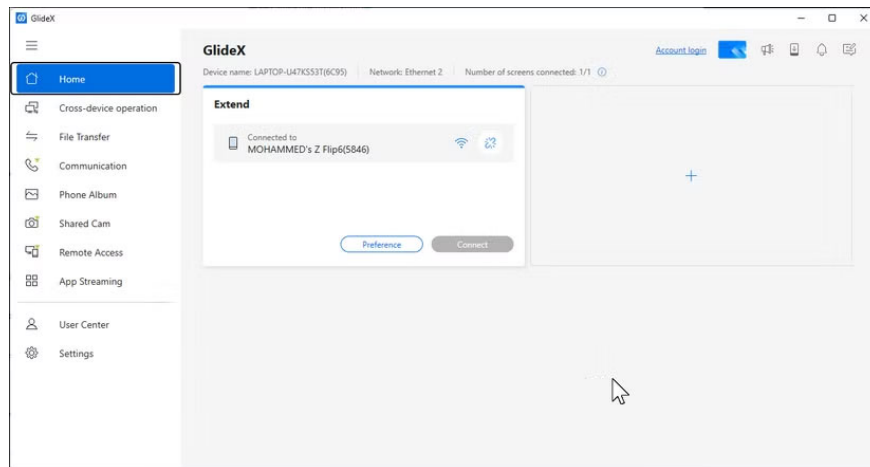 GlideX
GlideX
Account login
Device name: LAPTOP-U47KS53T(6C95) Network: Ethernet 2 Number of screens connected: 1/1
Home
Cross-device operation
File Transfer
Communication
Phone Album
Shared Cam
Remote Access
App Streaming
User Center
Settings
Extend
Connected to
MOHAMMED's Z Flip6(5846)
Preference Connect